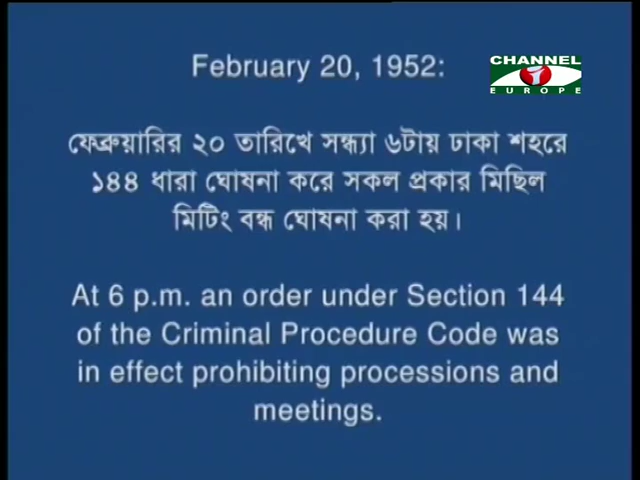 February 20, 1952:
CHANNEL
i
EUROPE
ফেব্রুয়ারির ২০ তারিখে সন্ধ্যা ৬টায় ঢাকা শহরে
১৪৪ ধারা ঘোষনা করে সকল প্রকার মিছিল
মিটিং বন্ধ ঘোষনা করা হয়।
At 6 p.m. an order under Section 144
of the Criminal Procedure Code was
in effect prohibiting processions and
meetings.